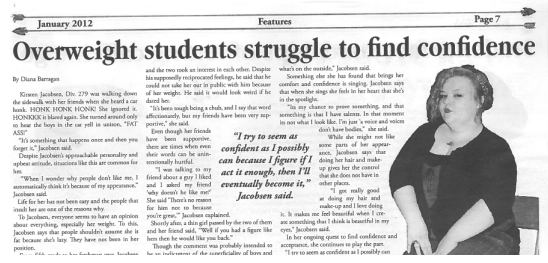 January 2012
Features
Page 7
Overweight students struggle to find confidence
By Diana Barragan
Kirsten Jacobsen, Div. 279 was walking down
the sidewalk with her friends when she heard a car
honk. HONK HONK HONK! She ignored it.
HONKKK it blared again. She turned around only
to hear the boys in the car yell in unison, "FAT
ASS!"
"It's something that happens once and then you
forget it," Jacobsen said.
Despite Jacobsen's approachable personality and
upbeat attitude, situations like this are common for
her.
"When I wonder why people don't like me, I
automatically think it's because of my appearance,"
Jacobsen said.
Life for her has not been easy and the people that
insult her are one of the reasons why.
To Jacobsen, everyone seems to have an opinion
about everything, especially her weight. To this,
Jacobsen says that people shouldn't assume she is
fat because she's lazy. They have not been in her
position.
and the two took an interest in each other. Despite
his supposedly reciprocated feelings, he said that he
could not take her out in public with him because
of her weight. He said it would look weird if he
dated her.
"It's been tough being a chub, and I say that word
affectionately, but my friends have been very sup-
portive," she said.
Even though her friends
have been supportive,
there are times when even
their words can be unin-
tentionally hurtful.
"I was talking to my
friend about a guy I liked
and I asked my friend
'why doesn't he like me?'
She said 'There's no reason
for him not to because
you're great,'" Jacobsen explained.
Shortly after, a thin girl passed by the two of them
and her friend said, "Well if you had a figure like
hers then he would like you back."
Though the comment was probably intended to
be an indicator of the superficiality of boys and
"I try to seem as
confident as I possibly
can because I figure if I
act it enough, then I'll
eventually become it,"
Jacobsen said.
what's on the outside," Jacobsen said.
Something else she has found that brings her
comfort and confidence is singing. Jacobsen says
that when she sings she feels in her heart that she's
in the spotlight.
"Its my chance to prove something, and that
something is that I have talents. In that moment
its not what I look like. I'm just a voice and voices
don't have bodies," she said.
While she might not like
some parts of her appear-
ance, Jacobsen says that
doing her hair and make-
up gives her the control
that she does not have in
other places.
"I got really good
at doing my hair and
make-up and I love doing
it. It makes me feel beautiful when I cre-
ate something that I think is beautiful in my
eyes," Jacobsen said.
In her ongoing quest to find confidence and
acceptance, she continues to play the part.
"I try to seem as confident as I possibly can